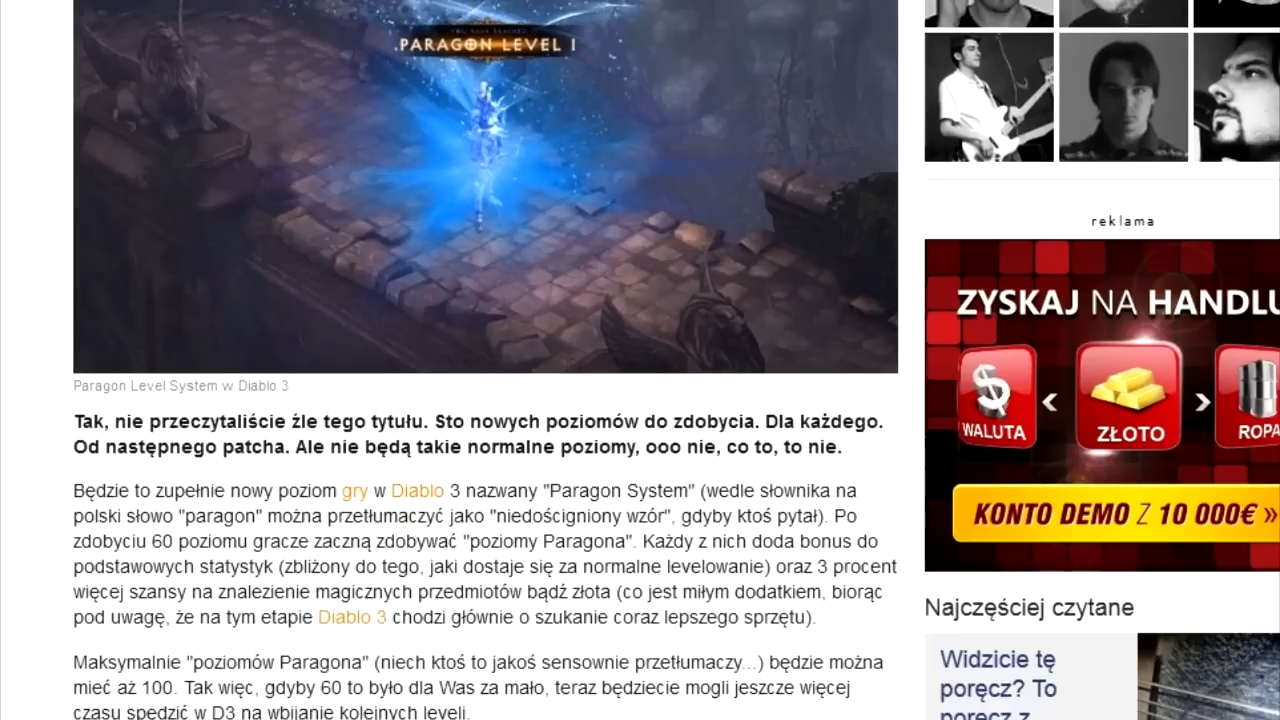 PARAGON LEVEL 1
Paragon Level System w Diablo 3
Tak, nie przeczytaliście źle tego tytułu. Sto nowych poziomów do zdobycia. Dla każdego.
Od następnego patcha. Ale nie będą takie normalne poziomy, ooo nie, co to, to nie.
Będzie to zupełnie nowy poziom gry w Diablo 3 nazwany "Paragon System" (wedle słownika na
polski słowo "paragon" można przetłumaczyć jako "niedościgniony wzór", gdyby ktoś pytał). Po
zdobyciu 60 poziomu gracze zaczną zdobywać "poziomy Paragona". Każdy z nich doda bonus do
podstawowych statystyk (zbliżony do tego, jaki dostaje się za normalne levelowanie) oraz 3 procent
więcej szansy na znalezienie magicznych przedmiotów bądź złota (co jest miłym dodatkiem, biorąc
pod uwagę, że na tym etapie Diablo 3 chodzi głównie o szukanie coraz lepszego sprzętu).
Maksymalnie "poziomów Paragona" (niech ktoś to jakoś sensownie przetłumaczy...) będzie można
mieć aż 100. Tak więc, gdyby 60 to było dla Was za mało, teraz będziecie mogli jeszcze więcej
czasu spędzić w D3 na wbijanie kolejnych leveli.
reklama
ZYSKAJ NA HANDLU
WALUTA
ZŁOTO
ROPA
KONTO DEMO Z 10 000€ »
Najczęściej czytane
Widzicie tę
poręcz? To
poręcz z